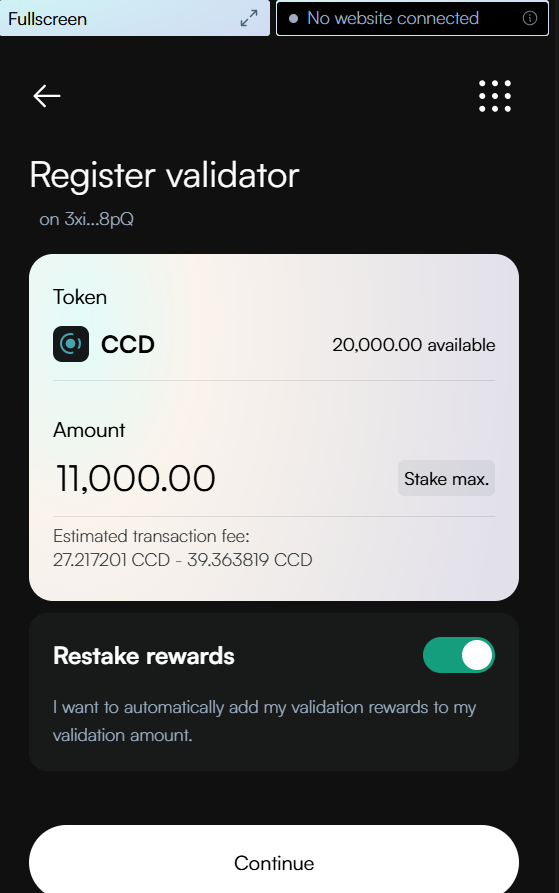 Fullscreen
No website connected
Register validator
on 3xi...8pQ
Token
CCD
20,000.00 available
Amount
11,000.00
Stake max.
Estimated transaction fee:
27.217201 CCD - 39.363819 CCD
Restake rewards
I want to automatically add my validation rewards to my
validation amount.
Continue